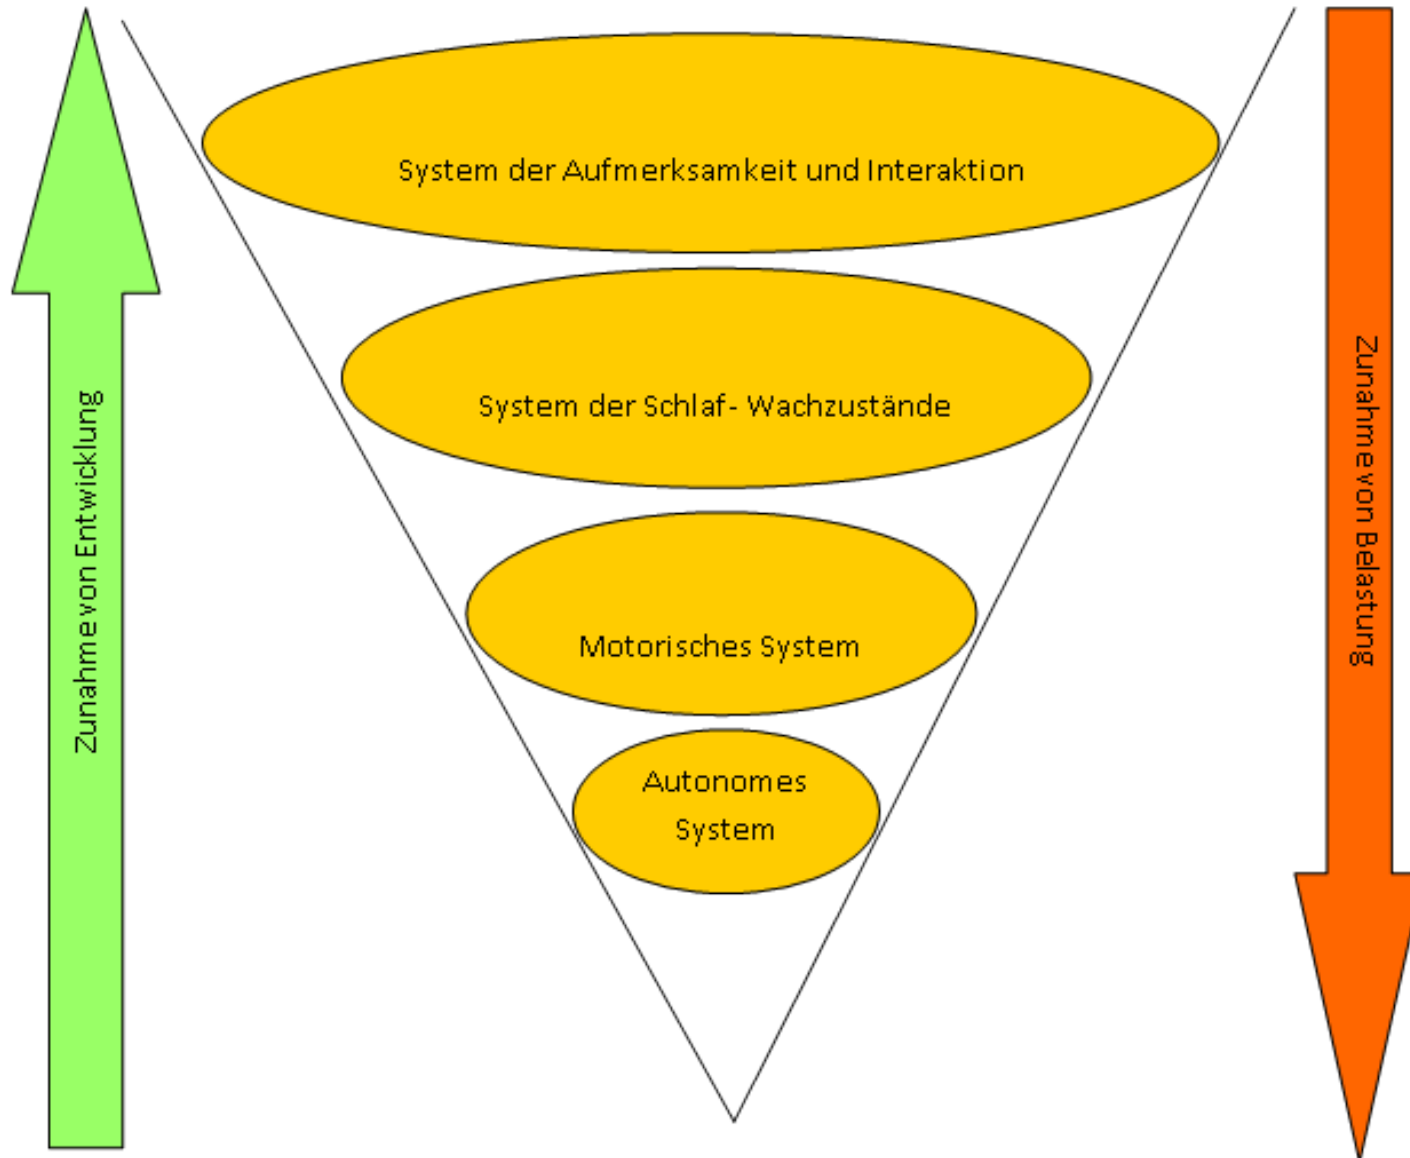 System der Aufmerksamkeit und Interaktion
System der Schlaf- Wachzustände
Motorisches System
Autonomes
System
Zunahme von Entwicklung
Zunahme von Belastung